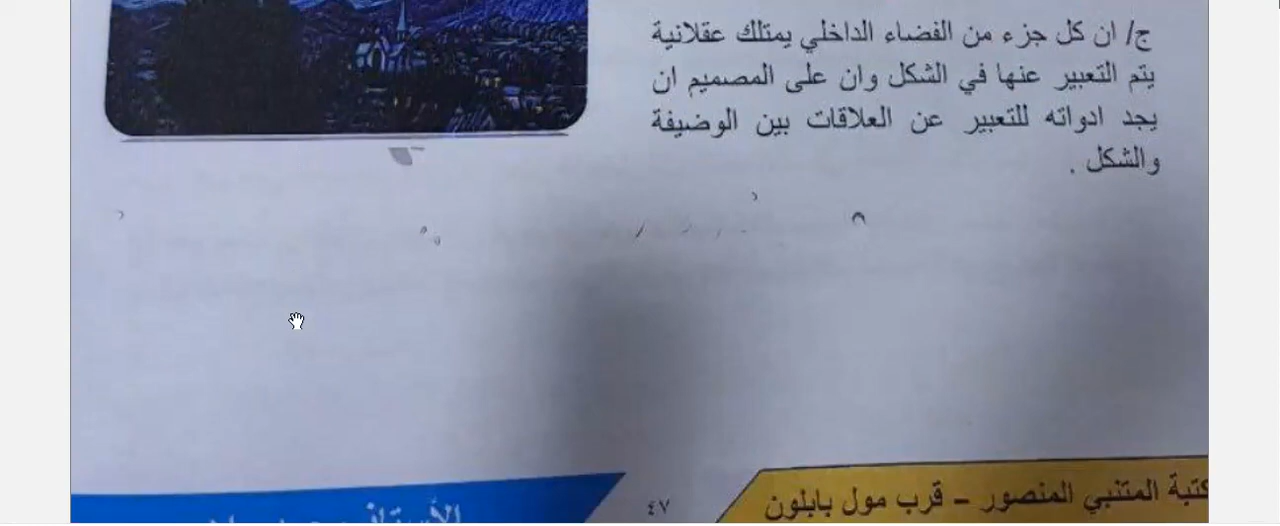 ج/ ان كل جزء من الفضاء الداخلي يمتلك عقلانية
يتم التعبير عنها في الشكل وان على المصميم ان
يجد ادواته للتعبير عن العلاقات بين الوضيفة
والشكل .
كتبة المتنبي المنصور - قرب مول بابلون
٤٧